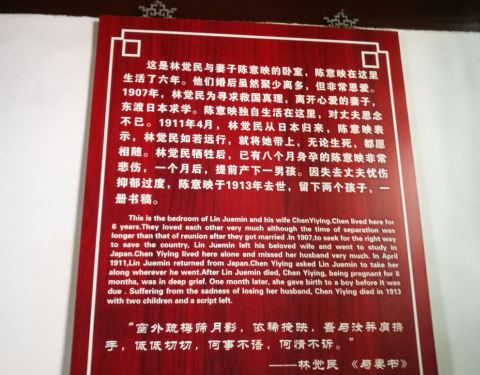 这是林觉民与妻子陈意映的卧室，陈意映在这里
生活了六年。他们婚后虽然聚少离多，但非常恩爱。
1907年，林觉民为寻求救国真理，离开心爱的妻子，
东渡日本求学。陈意映独自生活在这里，对丈夫思念
不已。1911年4月，林觉民从日本归来，陈意映表
示，林觉民如若远行，就将她带上，无论生死，都愿
相随。林觉民牺牲后，已有八个月身孕的陈意映非常
悲伤，一个月后，提前产下一男孩。因失去丈夫忧伤
抑郁过度，陈意映于1913年去世，留下两个孩子，一
册书稿。
This is the bedroom of Lin Juemin and his wife ChenYiying.Chen lived here for
6 years.They loved each other very much although the time of separation was
longer than that of reunion after they got married .In 1907,to seek for the right way
to save the country, Lin Juemin left his beloved wife and went to study in
Japan.Chen Yiying lived here alone and missed her husband very much. In April
1911,Lin Juemin returned from Japan.Chen Yiying asked Lin Juemin to take her
along wherever he went.After Lin Juemin died, Chen Yiying, being pregnant for 8
months, was in deep grief. One month later, she gave birth to a boy before it was
due . Suffering from the sadness of losing her husband, Chen Yiying died in 1913
with two children and a script left.
“窗外疏梅筛月影，依稀掩映，吾与汝并肩携
手，低低切切，何事不语，何情不诉。”
——林觉民 《与妻书》